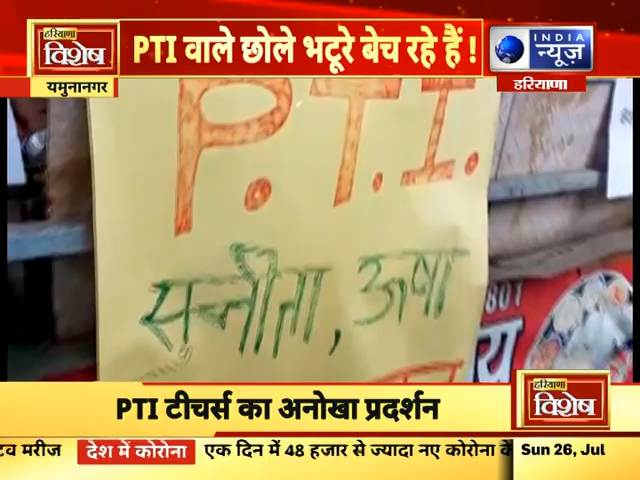 हरियाणा
विशेष
यमुनानगर
PTI वाले छोले भटूरे बेच रहे हैं !
INDIA
न्यूज़
हरियाणा
P.T.I.
सुनीता, ऊषा
801
PTI टीचर्स का अनोखा प्रदर्शन
हरियाणा
विशेष
टिव मरीज देश में कोरोना एक दिन में 48 हजार से ज्यादा नए कोरोना के Sun 26, Jul